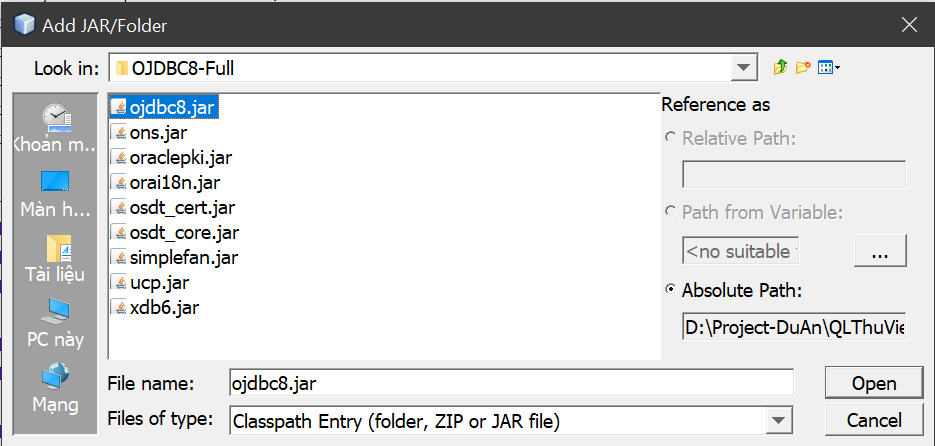 Add JAR/Folder
Look in: OJDBC8-Full
Khoản m...
Màn h...
Tài liệu
PC này
Mạng
ojdbc8.jar
ons.jar
oraclepki.jar
orai18n.jar
osdt_cert.jar
osdt_core.jar
simplefan.jar
ucp.jar
xdb6.jar
Reference as
Relative Path:
Path from Variable:
<no suitable
...
Absolute Path:
D:\Project-DuAn\QLThuVie
File name: ojdbc8.jar
Open
Files of type: Classpath Entry (folder, ZIP or JAR file)
Cancel